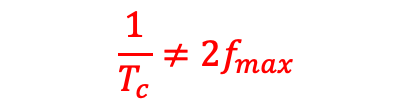 1/T_c ≠ 2f_max